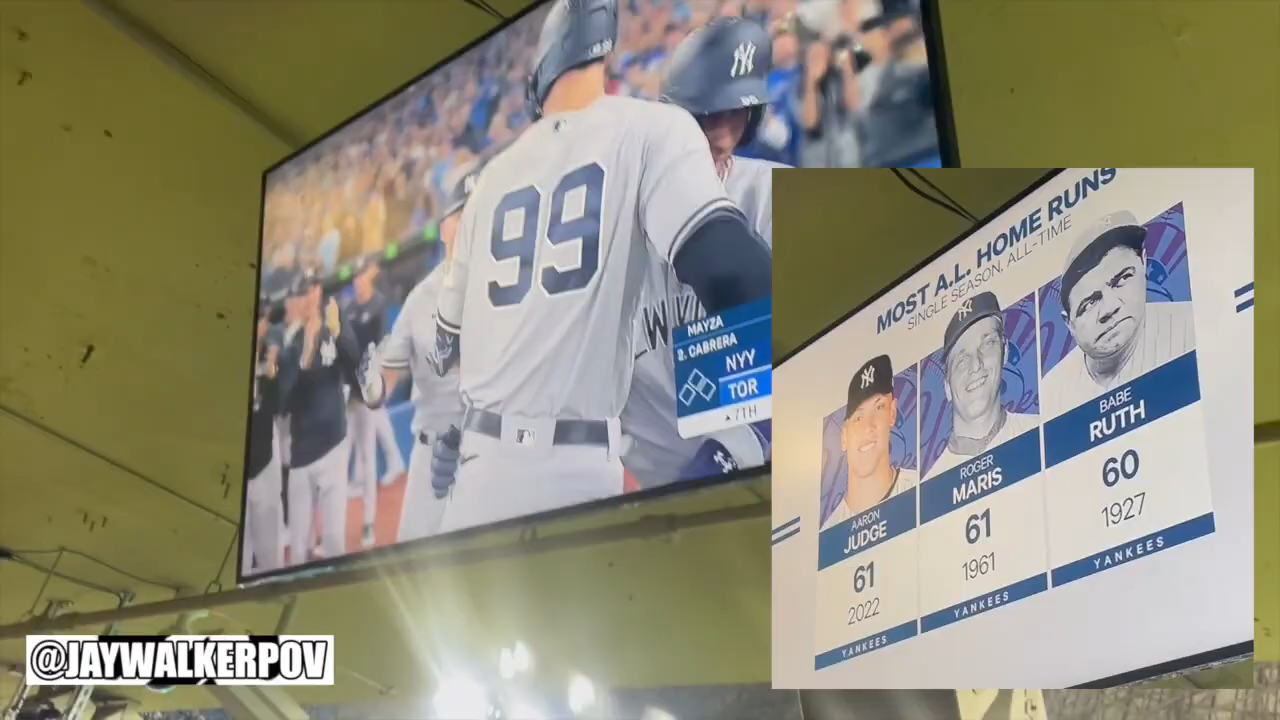 NY
99
MAYZA
2. CABRERA
NYY
TOR
MOST A.L. HOME RUNS
SINGLE SEASON, ALL-TIME
AARON
JUDGE
61
2022
YANKEES
ROGER
MARIS
61
1961
YANKEES
BABE
RUTH
60
1927
YANKEES
@JAYWALKERPOV